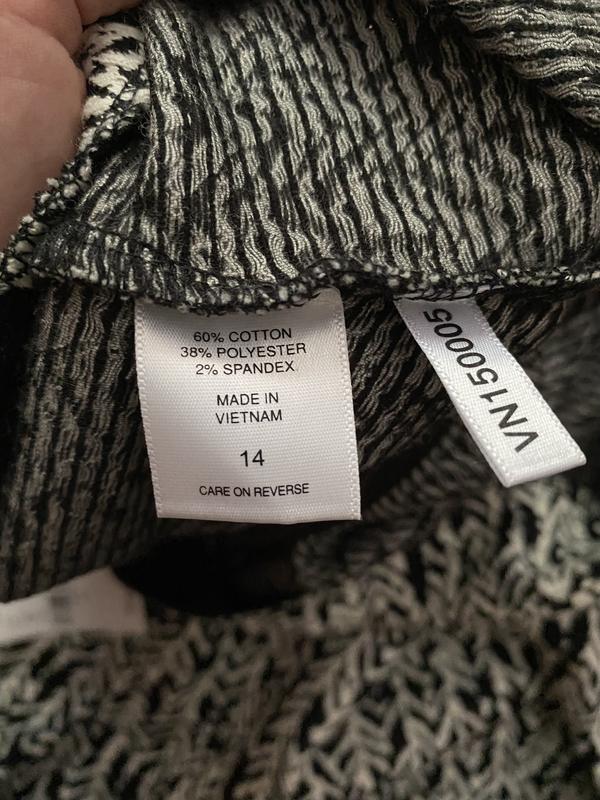 60% COTTON
38% POLYESTER
2% SPANDEX
MADE IN
VIETNAM
14
CARE ON REVERSE
VN150005